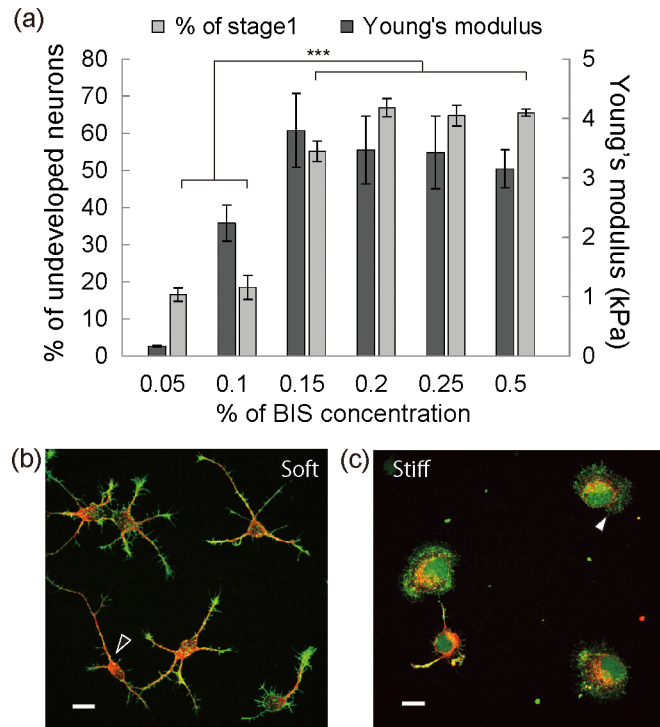 (a)
% of stage1 Young's modulus
***
80 5
70
60 4
50 3
40
30 2
20 1
10
0 0
% of undeveloped neurons
Young's modulus (kPa)
0.05 0.1 0.15 0.2 0.25 0.5
% of BIS concentration
(b) Soft
(c) Stiff